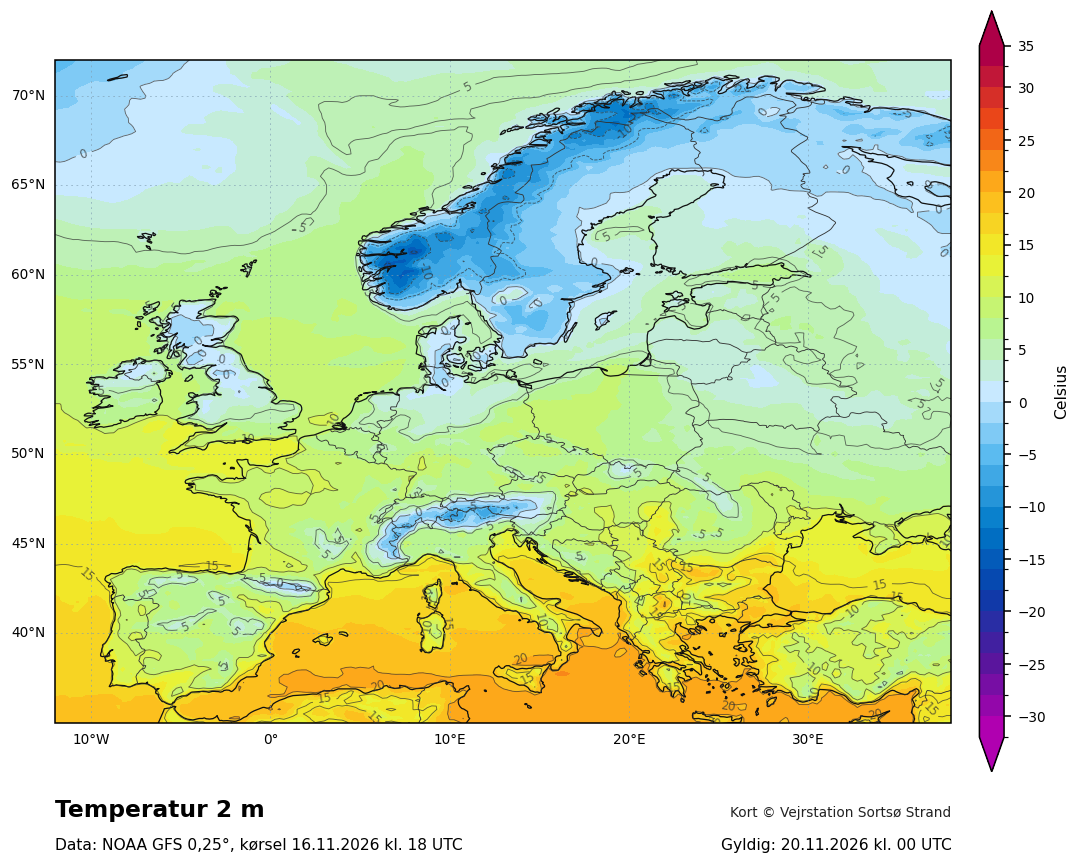 35
30
25
20
15
10
5
0
−5
−10
−15
−20
−25
−30
Celsius
70°N
65°N
60°N
55°N
50°N
45°N
40°N
10°W
0°
10°E
20°E
30°E
Temperatur 2 m
Kort © Vejrstation Sortsø Strand
Data: NOAA GFS 0,25°, kørsel 16.11.2026 kl. 18 UTC
Gyldig: 20.11.2026 kl. 00 UTC